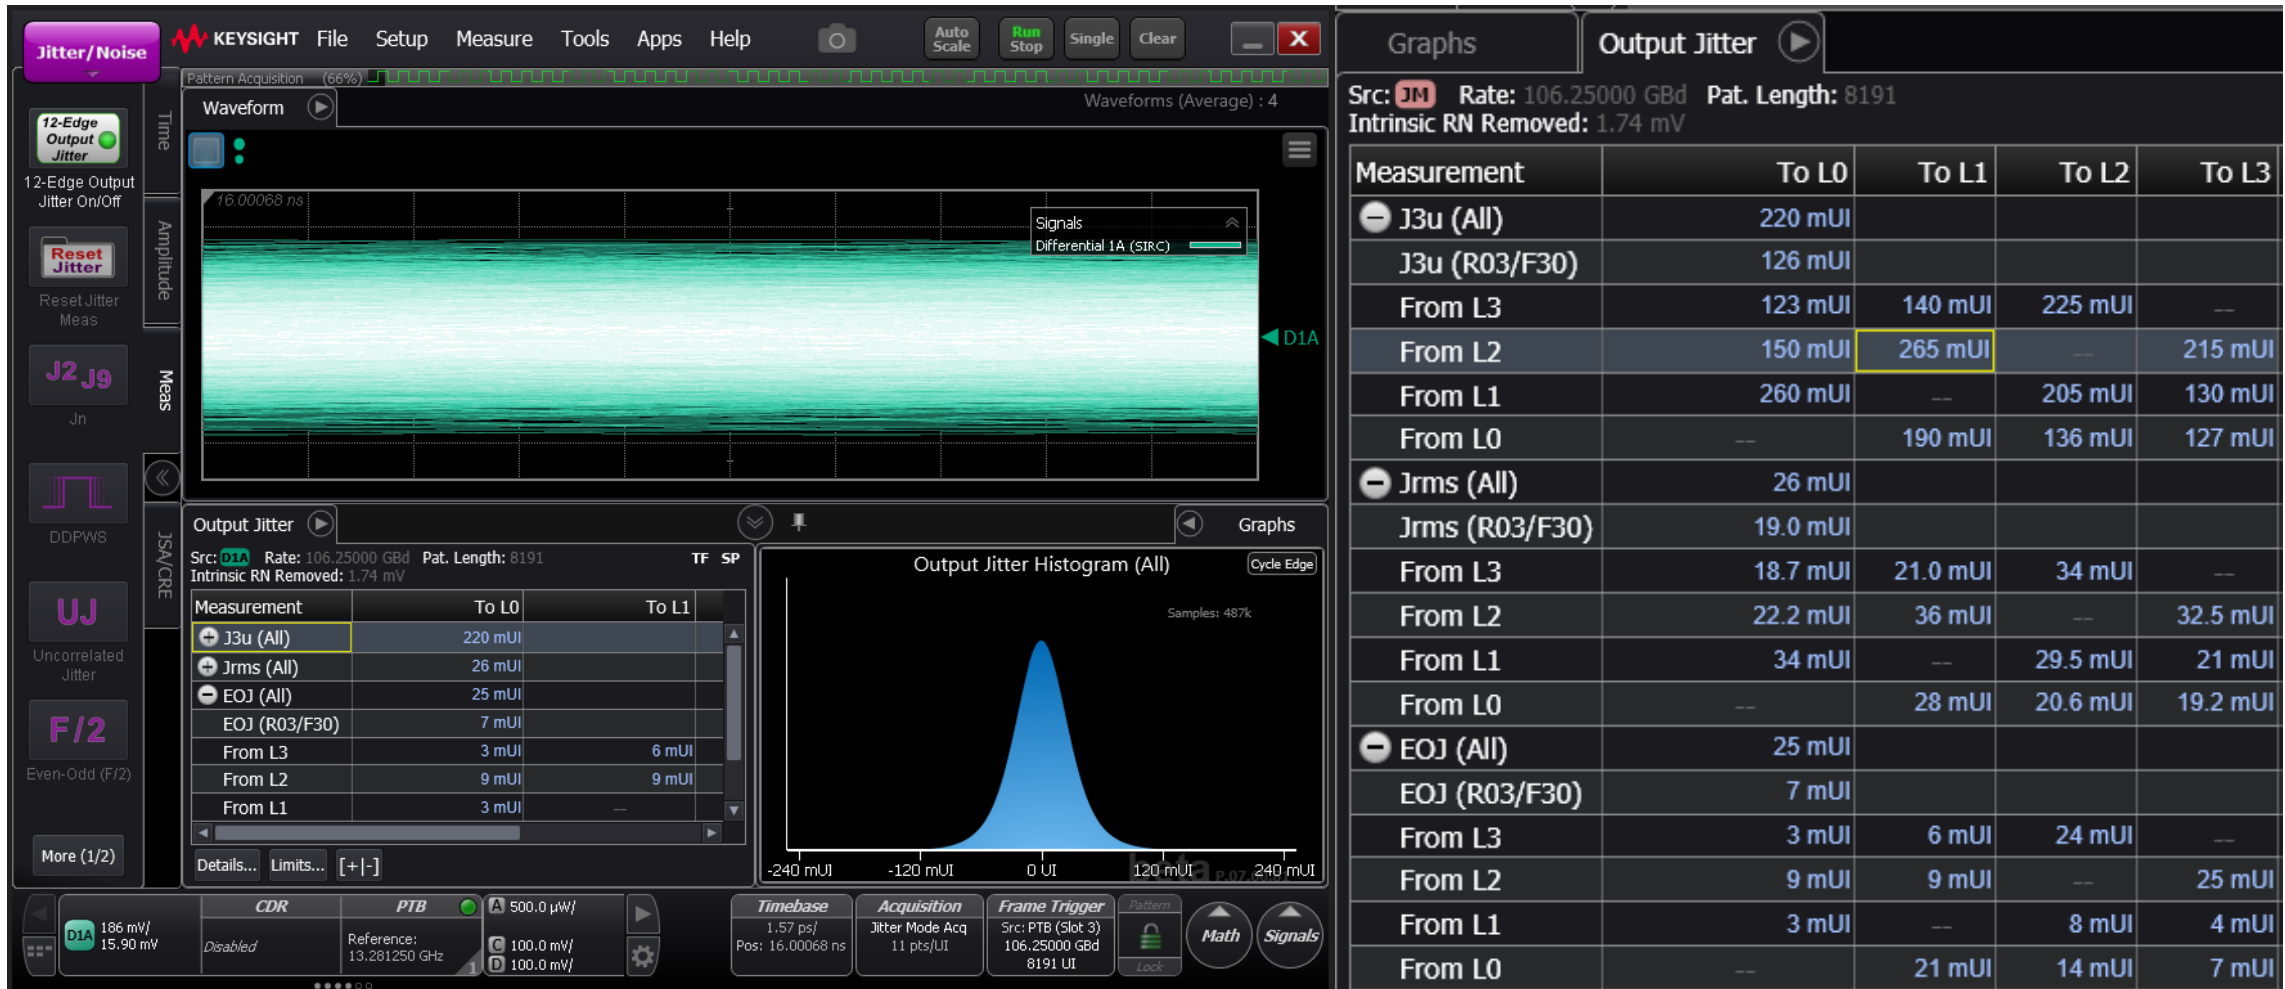 Jitter/Noise
KEYSIGHT File Setup Measure Tools Apps Help
Auto Scale
Run Stop
Single
Clear
X
Pattern Acquisition (66%)
Waveform
Waveforms (Average) : 4
12-Edge Output Jitter
12-Edge Output Jitter On/Off
Reset Jitter
Reset Jitter Meas
J2 J9
Jn
DDPWS
UJ
Uncorrelated Jitter
F/2
Even-Odd (F/2)
More (1/2)
Time
Amplitude
Meas
JSA/CRE
16.00068 ns
Signals
Differential 1A (SIRC)
D1A
Output Jitter
Graphs
Src: D1A Rate: 106.25000 GBd Pat. Length: 8191 TF SP
Intrinsic RN Removed: 1.74 mV
Measurement To L0 To L1
J3u (All) 220 mUI
Jrms (All) 26 mUI
EOJ (All) 25 mUI
EOJ (R03/F30) 7 mUI
From L3 3 mUI 6 mUI
From L2 9 mUI 9 mUI
From L1 3 mUI --
Details... Limits... [+|-]
Output Jitter Histogram (All)
Cycle Edge
Samples: 487k
-240 mUI -120 mUI 0 UI 120 mUI 240 mUI
beta
D1A 186 mV/
15.90 mV
CDR
Disabled
PTB
Reference:
13.281250 GHz
1
A 500.0 µW/
C 100.0 mV/
D 100.0 mV/
Timebase
1.57 ps/
Pos: 16.00068 ns
Acquisition
Jitter Mode Acq
11 pts/UI
Frame Trigger
Src: PTB (Slot 3)
106.25000 GBd
8191 UI
Pattern
Lock
Math
Signals
Graphs Output Jitter
Src: JM Rate: 106.25000 GBd Pat. Length: 8191
Intrinsic RN Removed: 1.74 mV
Measurement To L0 To L1 To L2 To L3
J3u (All) 220 mUI
J3u (R03/F30) 126 mUI
From L3 123 mUI 140 mUI 225 mUI --
From L2 150 mUI 265 mUI -- 215 mUI
From L1 260 mUI -- 205 mUI 130 mUI
From L0 -- 190 mUI 136 mUI 127 mUI
Jrms (All) 26 mUI
Jrms (R03/F30) 19.0 mUI
From L3 18.7 mUI 21.0 mUI 34 mUI --
From L2 22.2 mUI 36 mUI -- 32.5 mUI
From L1 34 mUI -- 29.5 mUI 21 mUI
From L0 -- 28 mUI 20.6 mUI 19.2 mUI
EOJ (All) 25 mUI
EOJ (R03/F30) 7 mUI
From L3 3 mUI 6 mUI 24 mUI --
From L2 9 mUI 9 mUI -- 25 mUI
From L1 3 mUI -- 8 mUI 4 mUI
From L0 -- 21 mUI 14 mUI 7 mUI